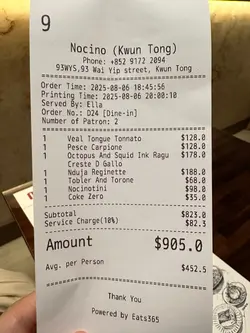 9
Nocino (Kwun Tong)
Phone: +852 9172 2094
93WYS,93 Wai Yip street, Kwun Tong
Order Time: 2025-08-06 18:45:56
Printing Time: 2025-08-06 20:00:10
Served By: Ella
Order No.: D24 [Dine-in]
Number of Patron: 2
1 Veal Tongue Tonnato $128.0
1 Pesce Carpione $128.0
1 Octopus And Squid Ink Ragu $178.0
Creste D Gallo
1 Nduja Reginette $188.0
1 Tobler And Torone $68.0
1 Nocinotini $98.0
1 Coke Zero $35.0
Subtotal $823.0
Service Charge(10%) $82.3
Amount $905.0
Avg. per Person $452.5
Thank You
Powered by Eats365